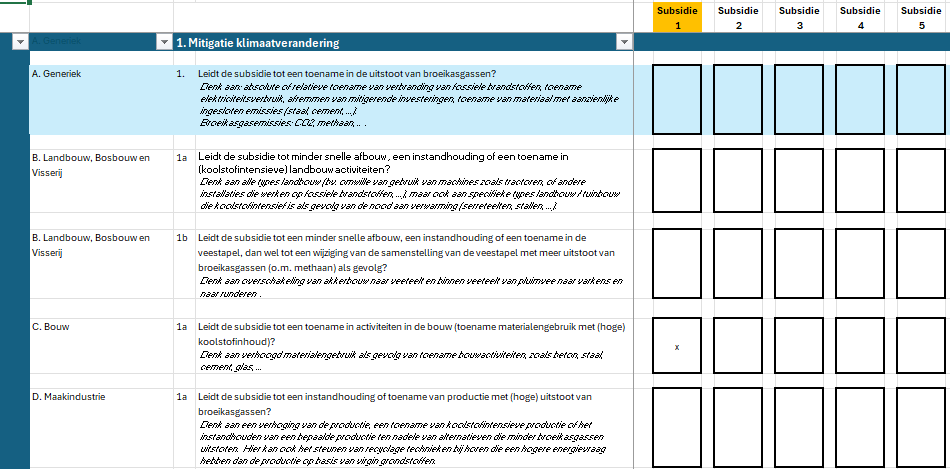 Subsidie Subsidie Subsidie Subsidie Subsidie
1 2 3 4 5
A. Generiek 1. Mitigatie klimaatverandering
A. Generiek 1. Leidt de subsidie tot een toename in de uitstoot van broeikasgassen?
Denk aan: absolute of relatieve toename van verbranding van fossiele brandstoffen, toename
elektriciteitsverbruik, afremmen van mitigerende investeringen, toename van materiaal met aanzienlijke
ingesloten emissies (staal, cement, ...).
Broeikasgasemissies: CO2, methaan, .. .
B. Landbouw, Bosbouw en 1a Leidt de subsidie tot minder snelle afbouw , een instandhouding of een toename in
Visserij (koolstofintensieve) landbouw activiteiten?
Denk aan alle types landbouw (bv. omwille van gebruik van machines zoals tractoren, of andere
installaties die werken op fossiele brandstoffen, ...), maar ook aan specifieke types landbouw / tuinbouw
die koolstofintensief is als gevolg van de nood aan verwarming (serreteelten, stallen, ...).
B. Landbouw, Bosbouw en 1b Leidt de subsidie tot een minder snelle afbouw, een instandhouding of een toename in de
Visserij veestapel, dan wel tot een wijziging van de samenstelling van de veestapel met meer uitstoot van
broeikasgassen (o.m. methaan) als gevolg?
Denk aan overschakeling van akkerbouw naar veeteelt en binnen veeteelt van pluimvee naar varkens en
naar runderen .
C. Bouw 1a Leidt de subsidie tot een toename in activiteiten in de bouw (toename materialengebruik met (hoge)
koolstofinhoud)?
x
Denk aan verhoogd materialengebruik als gevolg van toename bouwactiviteiten, zoals beton, staal,
cement, glas, ...
D. Maakindustrie 1a Leidt de subsidie tot een instandhouding of toename van productie met (hoge) uitstoot van
broeikasgassen?
Denk aan een verhoging van de productie, een toename van koolstofintensieve productie of het
instandhouden van een bepaalde productie ten nadele van alternatieven die minder broeikasgassen
uitstoten. Hier kan ook het steunen van recyclage technieken bij horen die een hogere energievraag
hebben dan de productie op basis van virgin grondstoffen.